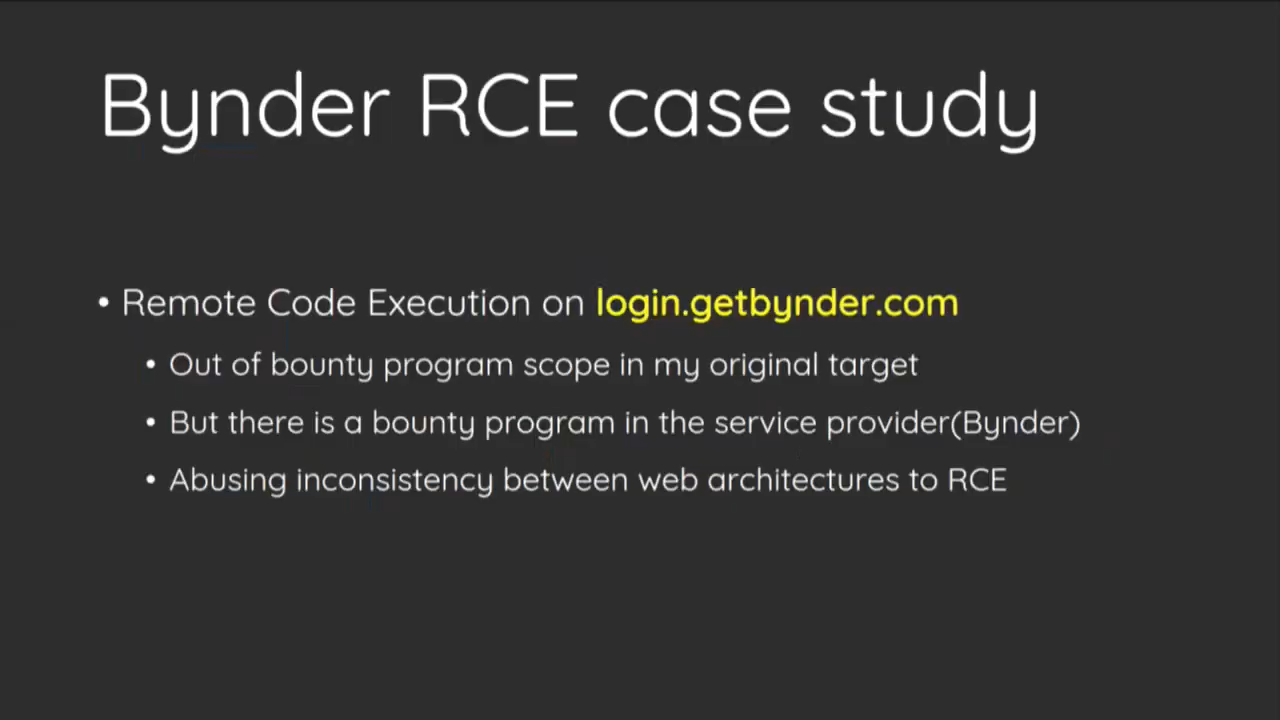 Bynder RCE case study
• Remote Code Execution on login.getbynder.com
• Out of bounty program scope in my original target
• But there is a bounty program in the service provider(Bynder)
• Abusing inconsistency between web architectures to RCE